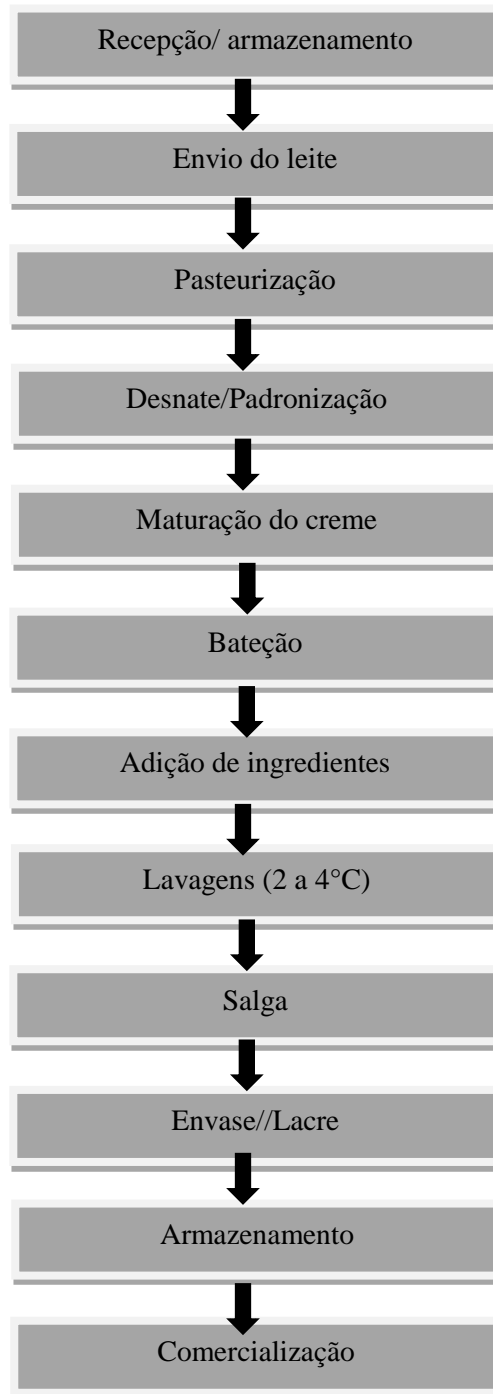 Recepção/ armazenamento
Envio do leite
Pasteurização
Desnate/Padronização
Maturação do creme
Bateção
Adição de ingredientes
Lavagens (2 a 4°C)
Salga
Envase//Lacre
Armazenamento
Comercialização